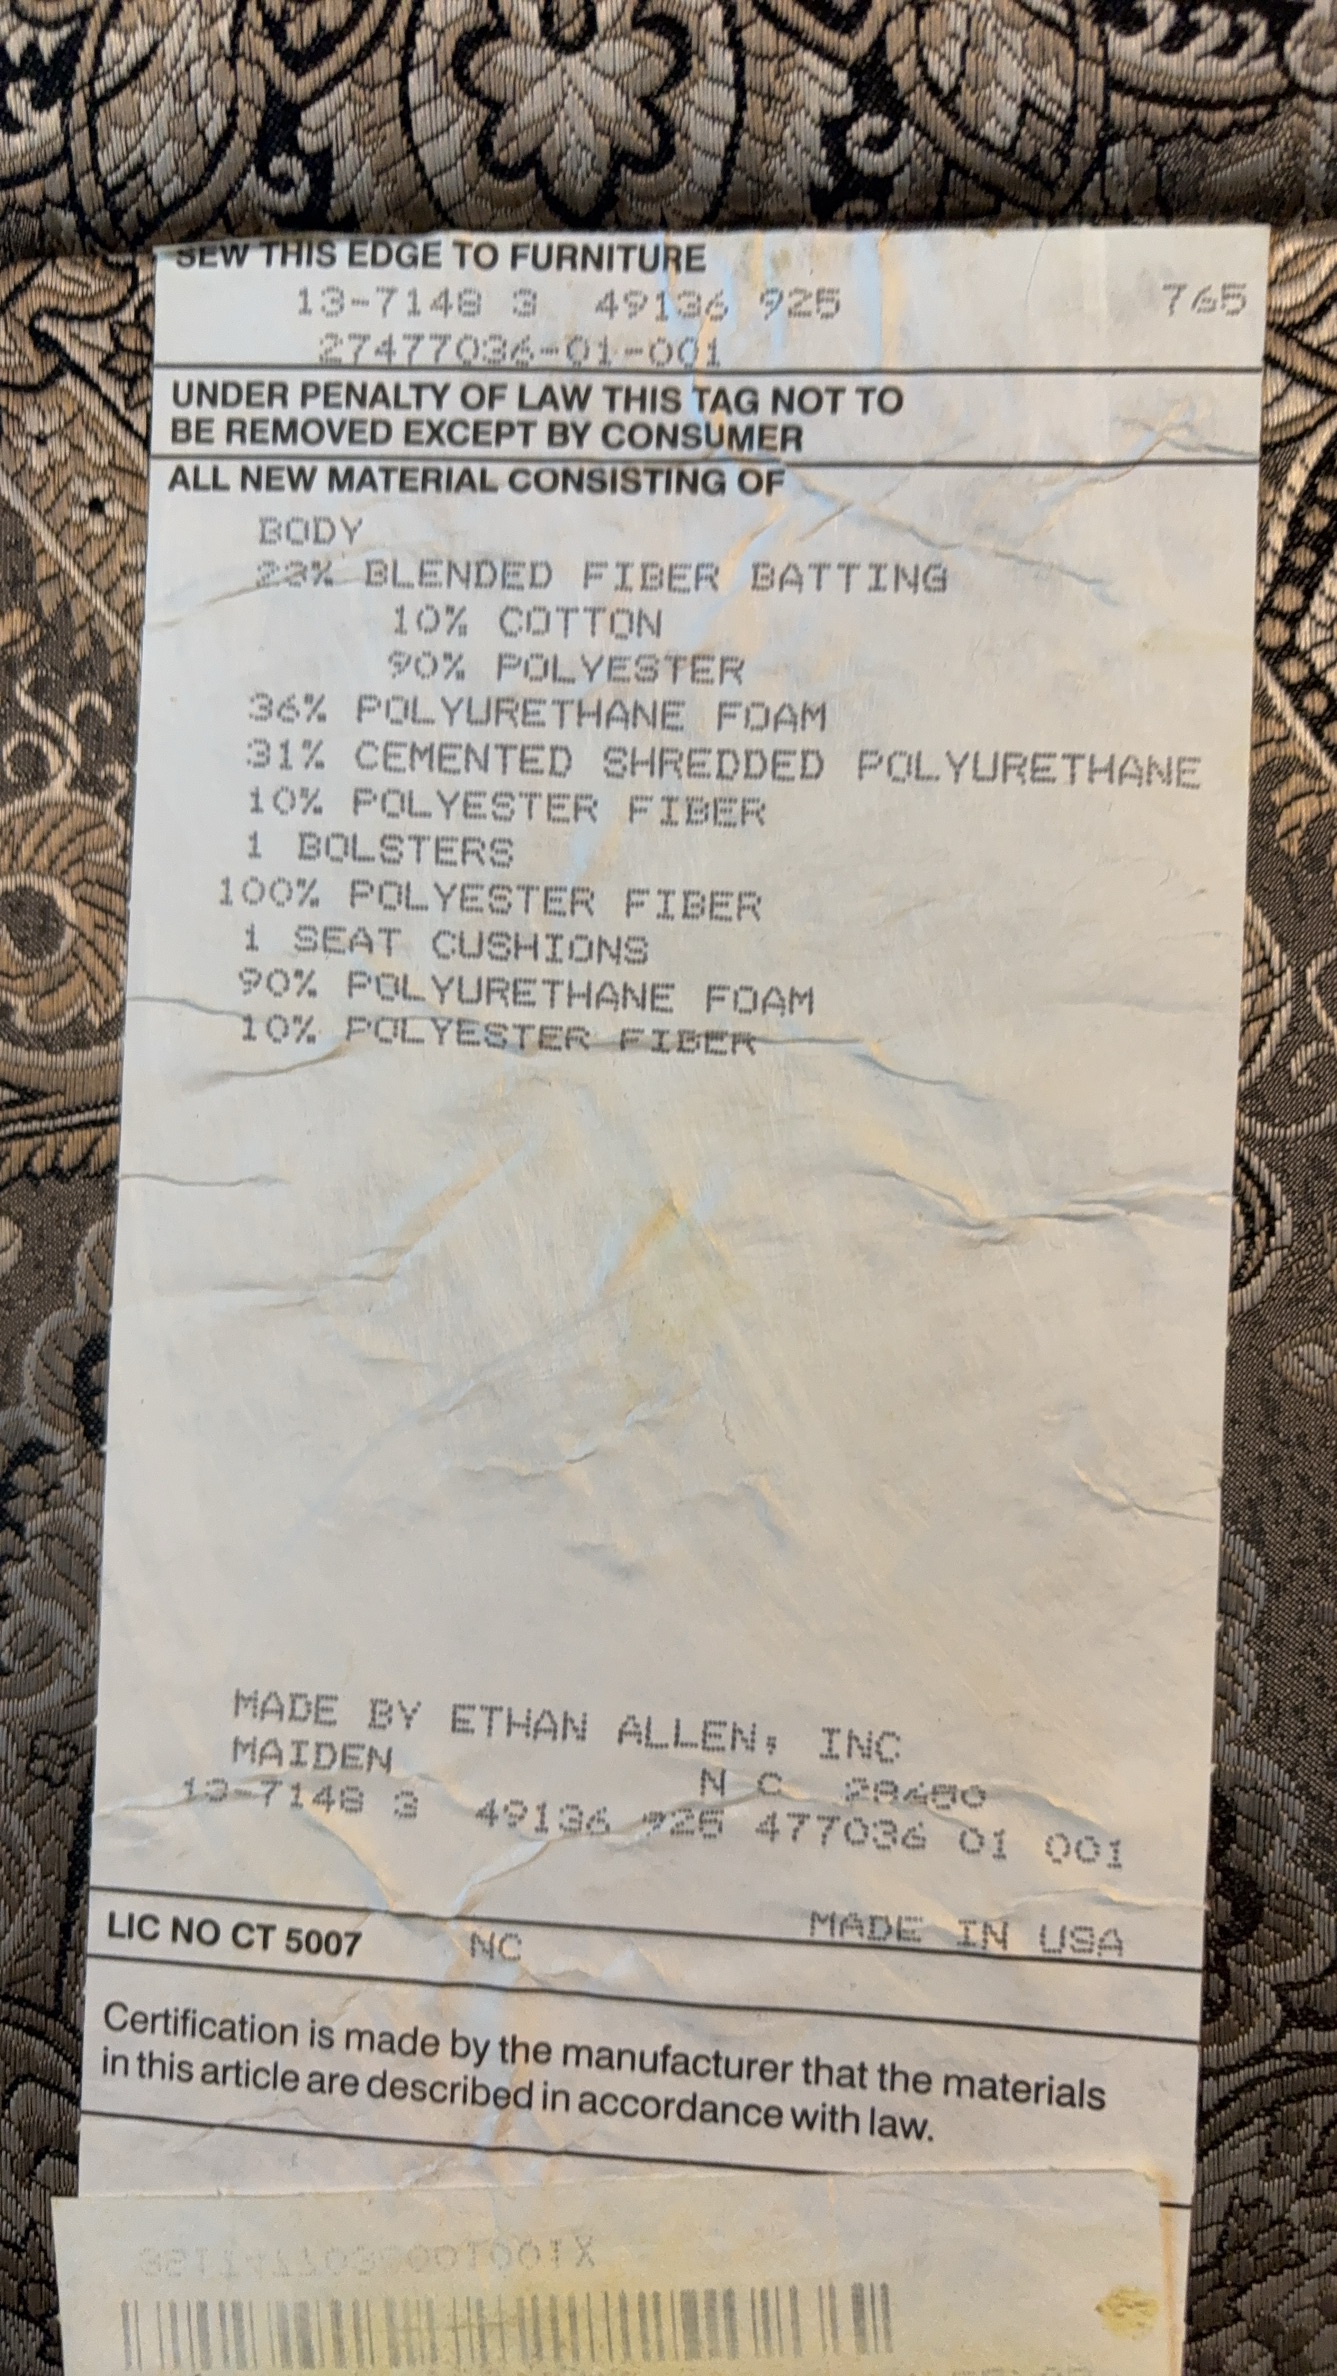 SEW THIS EDGE TO FURNITURE
13-7148 3 49136 925 765
27477036-01-001
UNDER PENALTY OF LAW THIS TAG NOT TO
BE REMOVED EXCEPT BY CONSUMER
ALL NEW MATERIAL CONSISTING OF
BODY
23% BLENDED FIBER BATTING
10% COTTON
90% POLYESTER
36% POLYURETHANE FOAM
31% CEMENTED SHREDDED POLYURETHANE
10% POLYESTER FIBER
1 BOLSTERS
100% POLYESTER FIBER
1 SEAT CUSHIONS
90% POLYURETHANE FOAM
10% POLYESTER FIBER
MADE BY ETHAN ALLEN, INC
MAIDEN N C 28650
13-7148 3 49136 925 477036 01 001
LIC NO CT 5007 NC MADE IN USA
Certification is made by the manufacturer that the materials
in this article are described in accordance with law.